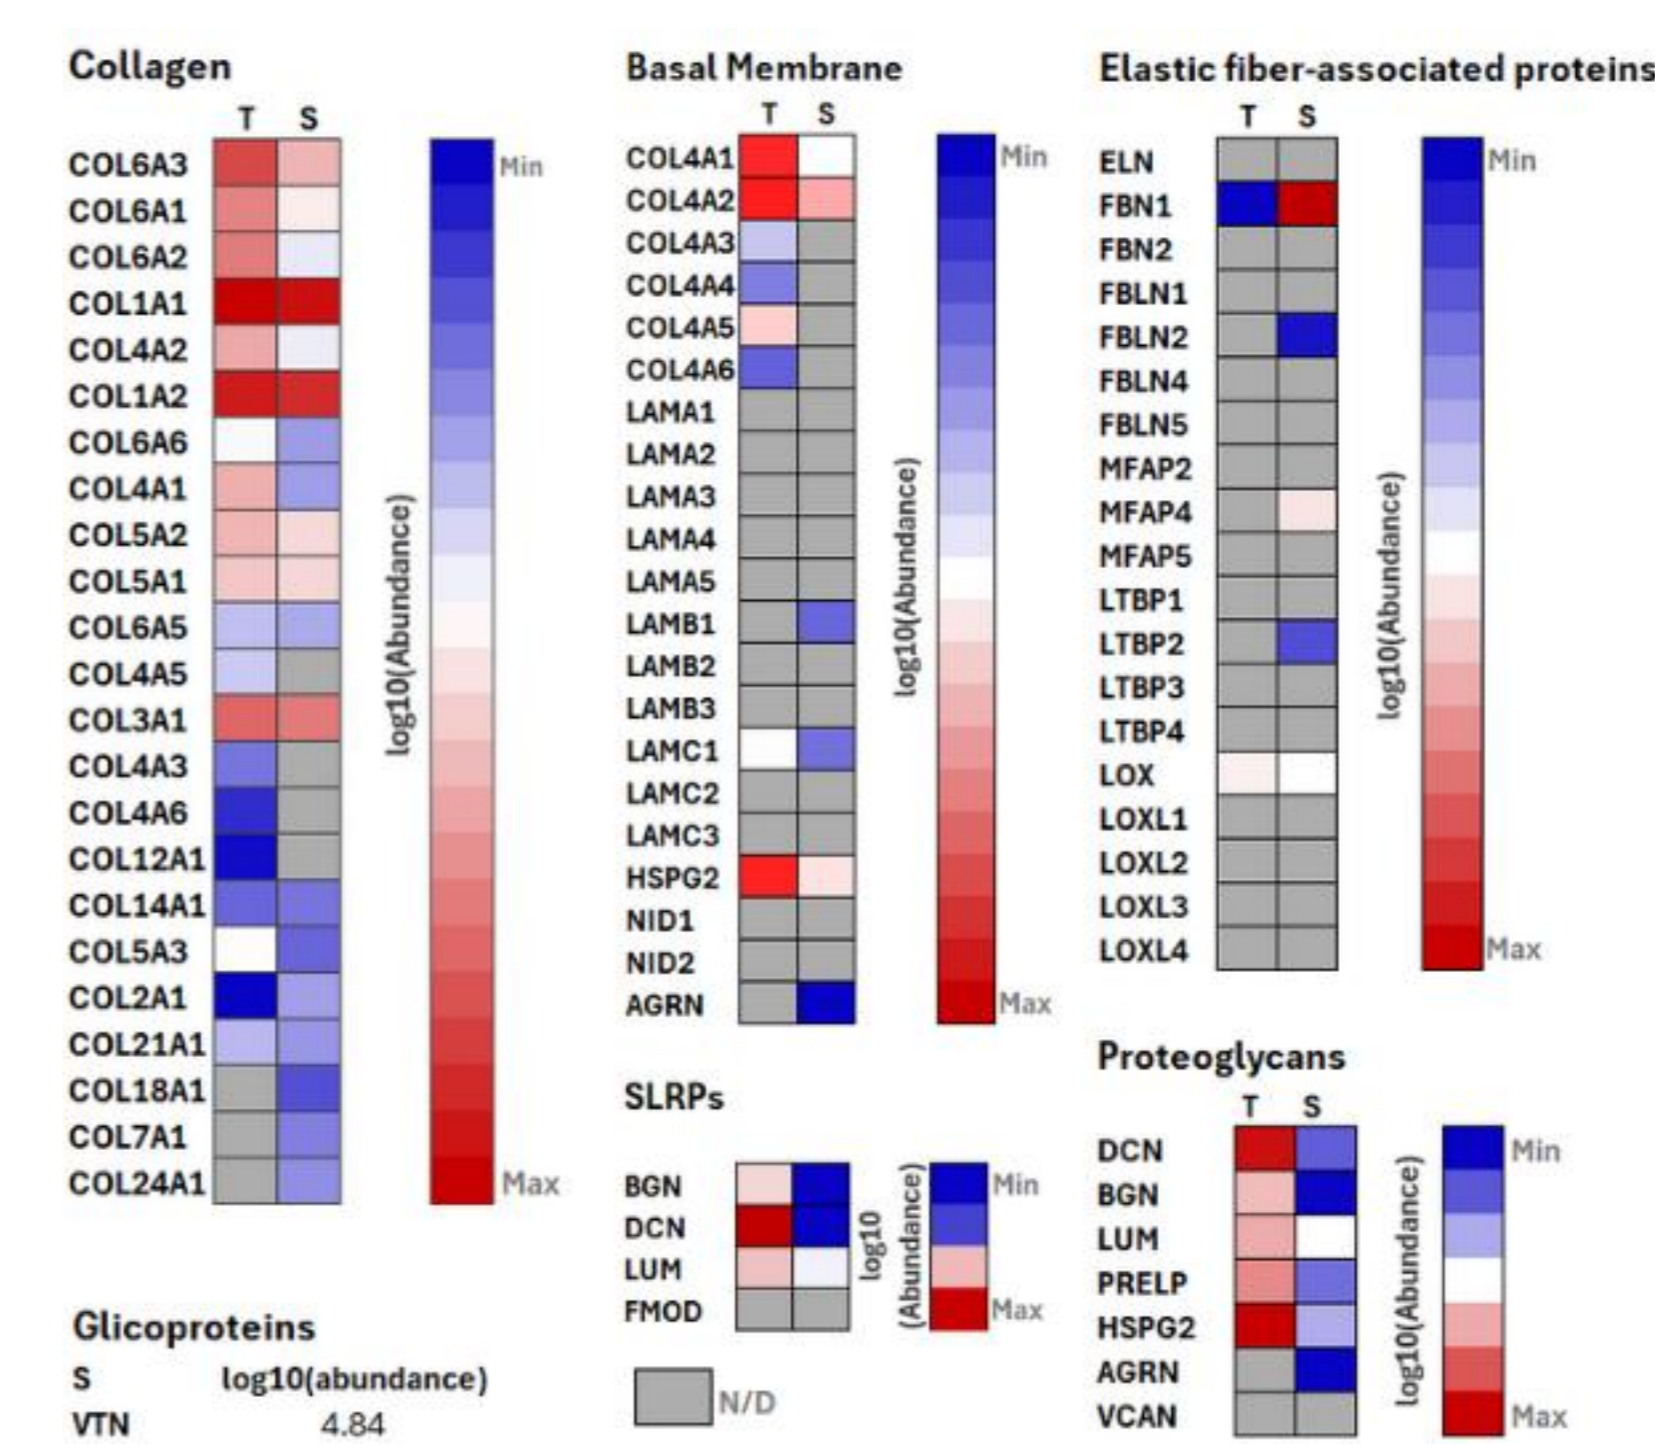 Collagen
T S
COL6A3
COL6A1
COL6A2
COL1A1
COL4A2
COL1A2
COL6A6
COL4A1
COL5A2
COL5A1
COL6A5
COL4A5
COL3A1
COL4A3
COL4A6
COL12A1
COL14A1
COL5A3
COL2A1
COL21A1
COL18A1
COL7A1
COL24A1
log10(Abundance)
Min
Max
Glicoproteins
S log10(abundance)
VTN 4.84
Basal Membrane
T S
COL4A1
COL4A2
COL4A3
COL4A4
COL4A5
COL4A6
LAMA1
LAMA2
LAMA3
LAMA4
LAMA5
LAMB1
LAMB2
LAMB3
LAMC1
LAMC2
LAMC3
HSPG2
NID1
NID2
AGRN
log10(Abundance)
Min
Max
SLRPs
BGN
DCN
LUM
FMOD
log10
(Abundance)
Min
Max
N/D
Elastic fiber-associated proteins
T S
ELN
FBN1
FBN2
FBLN1
FBLN2
FBLN4
FBLN5
MFAP2
MFAP4
MFAP5
LTBP1
LTBP2
LTBP3
LTBP4
LOX
LOXL1
LOXL2
LOXL3
LOXL4
log10(Abundance)
Min
Max
Proteoglycans
T S
DCN
BGN
LUM
PRELP
HSPG2
AGRN
VCAN
log10(Abundance)
Min
Max